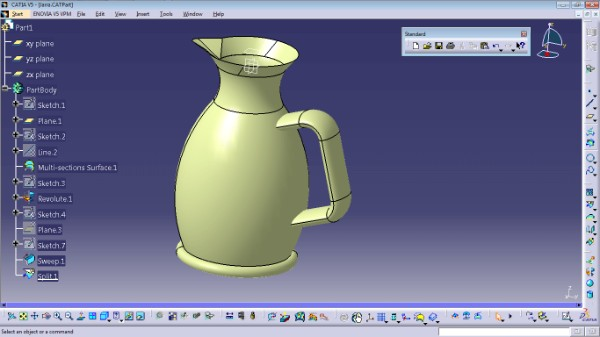 CATIA V5 - [iana.CATPart]
Start ENOVIA V5 VPM File Edit View Insert Tools Window Help
Part1
xy plane
yz plane
zx plane
PartBody
Sketch.1
Plane.1
Sketch.2
Line.2
Multi-sections Surface.1
Sketch.3
Revolute.1
Sketch.4
Plane.3
Sketch.7
Sweep.1
Split.1
Standard
Select an object or a command